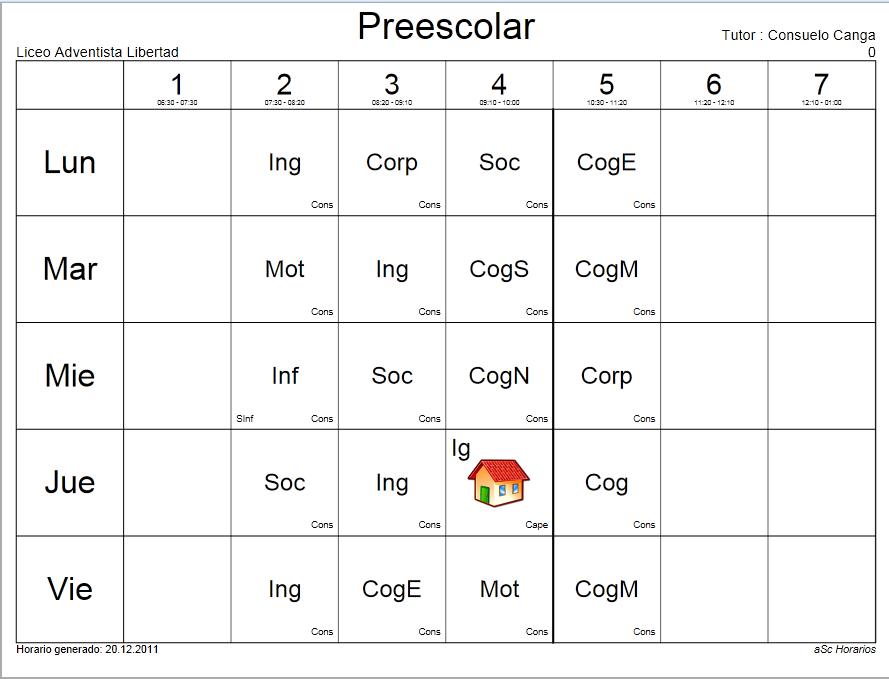 Preescolar
Tutor : Consuelo Canga
Liceo Adventista Libertad 0
1 2 3 4 5 6 7
06:30 - 07:30 07:30 - 08:20 08:20 - 09:10 09:10 - 10:00 10:30 - 11:20 11:20 - 12:10 12:10 - 01:00
Lun Ing Corp Soc CogE
Cons Cons Cons Cons
Mar Mot Ing CogS CogM
Cons Cons Cons Cons
Mie Inf Soc CogN Corp
SInf Cons Cons Cons Cons
Ig
Jue Soc Ing Cog
Cons Cons Cape Cons
Vie Ing CogE Mot CogM
Cons Cons Cons Cons
Horario generado: 20.12.2011 aSc Horarios